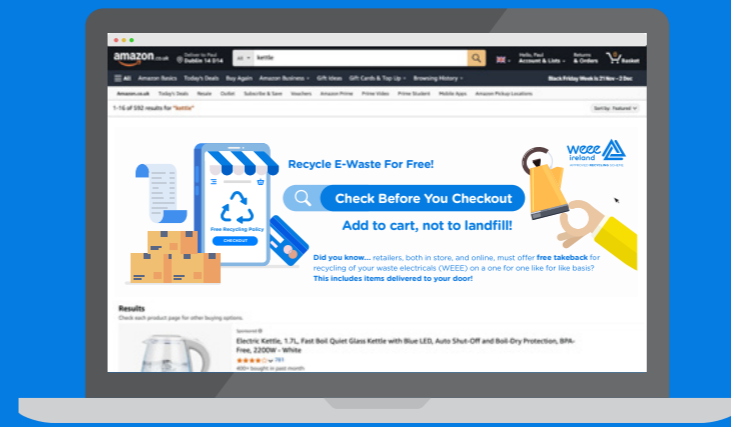 amazon.co.uk
Deliver to Paul
Dublin 14 D14
All
kettle
Hello, Paul
Account & Lists
Returns
& Orders
0
Basket
All Amazon Basics Today's Deals Buy Again Amazon Business Gift Ideas Gift Cards & Top Up Browsing History
Black Friday Week is 21 Nov - 2 Dec
Amazon.co.uk Today's Deals Resale Outlet Subscribe & Save Vouchers Amazon Prime Prime Video Prime Student Mobile Apps Amazon Pickup Locations
1-16 of 592 results for "kettle"
Sort by: Featured
Recycle E-Waste For Free!
weee
ireland
Check Before You Checkout
Free Recycling Policy
CHECKOUT
Add to cart, not to landfill!
Did you know... retailers, both in store, and online, must offer free takeback for
recycling of your waste electricals (WEEE) on a one for one like for like basis?
This includes items delivered to your door!
Results
Check each product page for other buying options.
Sponsored
Electric Kettle, 1.7L, Fast Boil Quiet Glass Kettle with Blue LED, Auto Shut-Off and Boil-Dry Protection, BPA-
Free, 2200W - White
781
400+ bought in past month